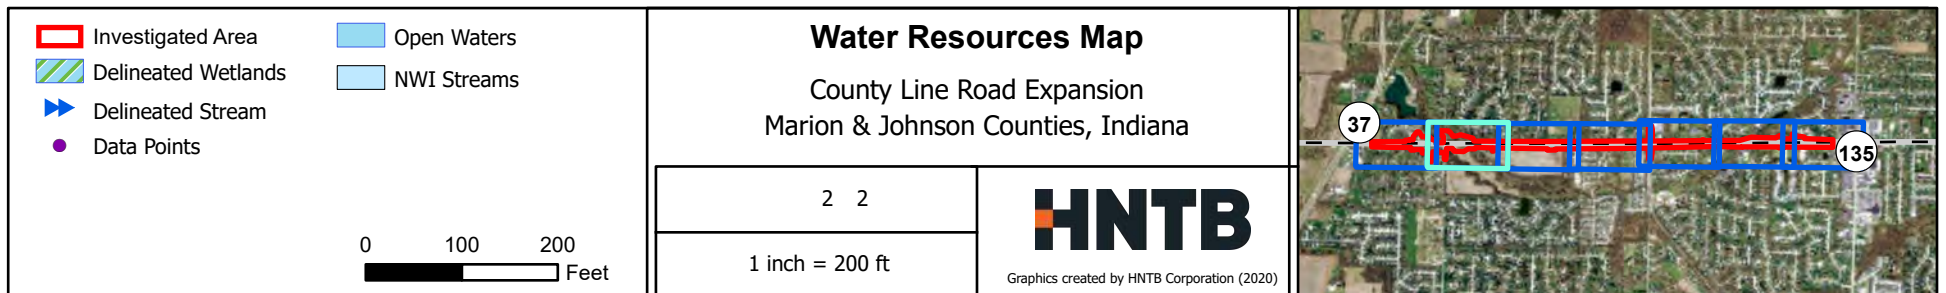 Investigated Area
Delineated Wetlands
Delineated Stream
Data Points
Open Waters
NWI Streams
0 100 200
Feet
Water Resources Map
County Line Road Expansion
Marion & Johnson Counties, Indiana
2 2
1 inch = 200 ft
HNTB
Graphics created by HNTB Corporation (2020)
37
135